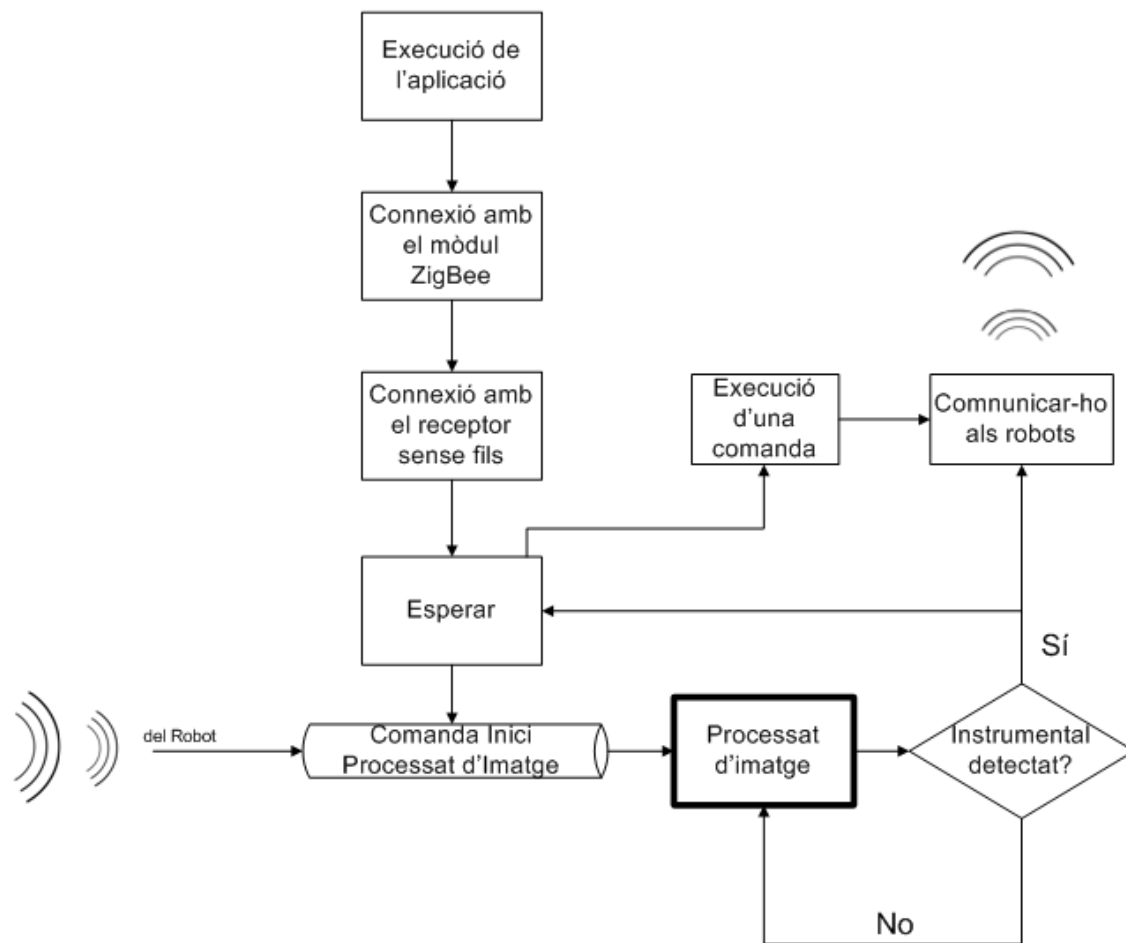 Execució de
l’aplicació
Connexió amb
el mòdul
ZigBee
Connexió amb
el receptor
sense fils
Execució
d’una
comanda
Comnunicar-ho
als robots
Esperar
Sí
del Robot
Comanda Inici
Processat d’Imatge
Processat
d’imatge
Instrumental
detectat?
No